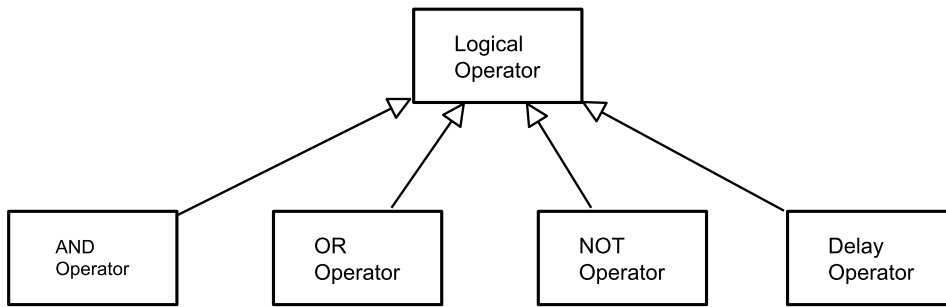 Logical
Operator
AND
Operator
OR
Operator
NOT
Operator
Delay
Operator